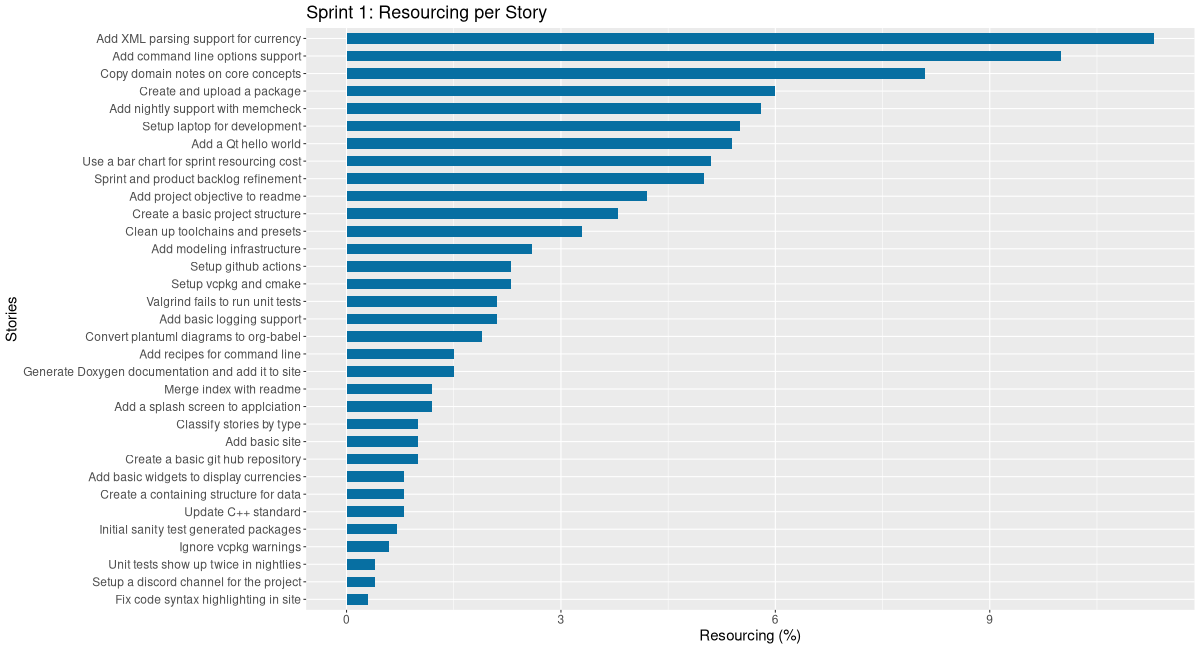 Sprint 1: Resourcing per Story
Add XML parsing support for currency
Add command line options support
Copy domain notes on core concepts
Create and upload a package
Add nightly support with memcheck
Setup laptop for development
Add a Qt hello world
Use a bar chart for sprint resourcing cost
Sprint and product backlog refinement
Add project objective to readme
Create a basic project structure
Clean up toolchains and presets
Add modeling infrastructure
Setup github actions
Setup vcpkg and cmake
Valgrind fails to run unit tests
Add basic logging support
Convert plantuml diagrams to org-babel
Add recipes for command line
Generate Doxygen documentation and add it to site
Merge index with readme
Add a splash screen to applciation
Classify stories by type
Add basic site
Create a basic git hub repository
Add basic widgets to display currencies
Create a containing structure for data
Update C++ standard
Initial sanity test generated packages
Ignore vcpkg warnings
Unit tests show up twice in nightlies
Setup a discord channel for the project
Fix code syntax highlighting in site
Stories
0 3 6 9
Resourcing (%)